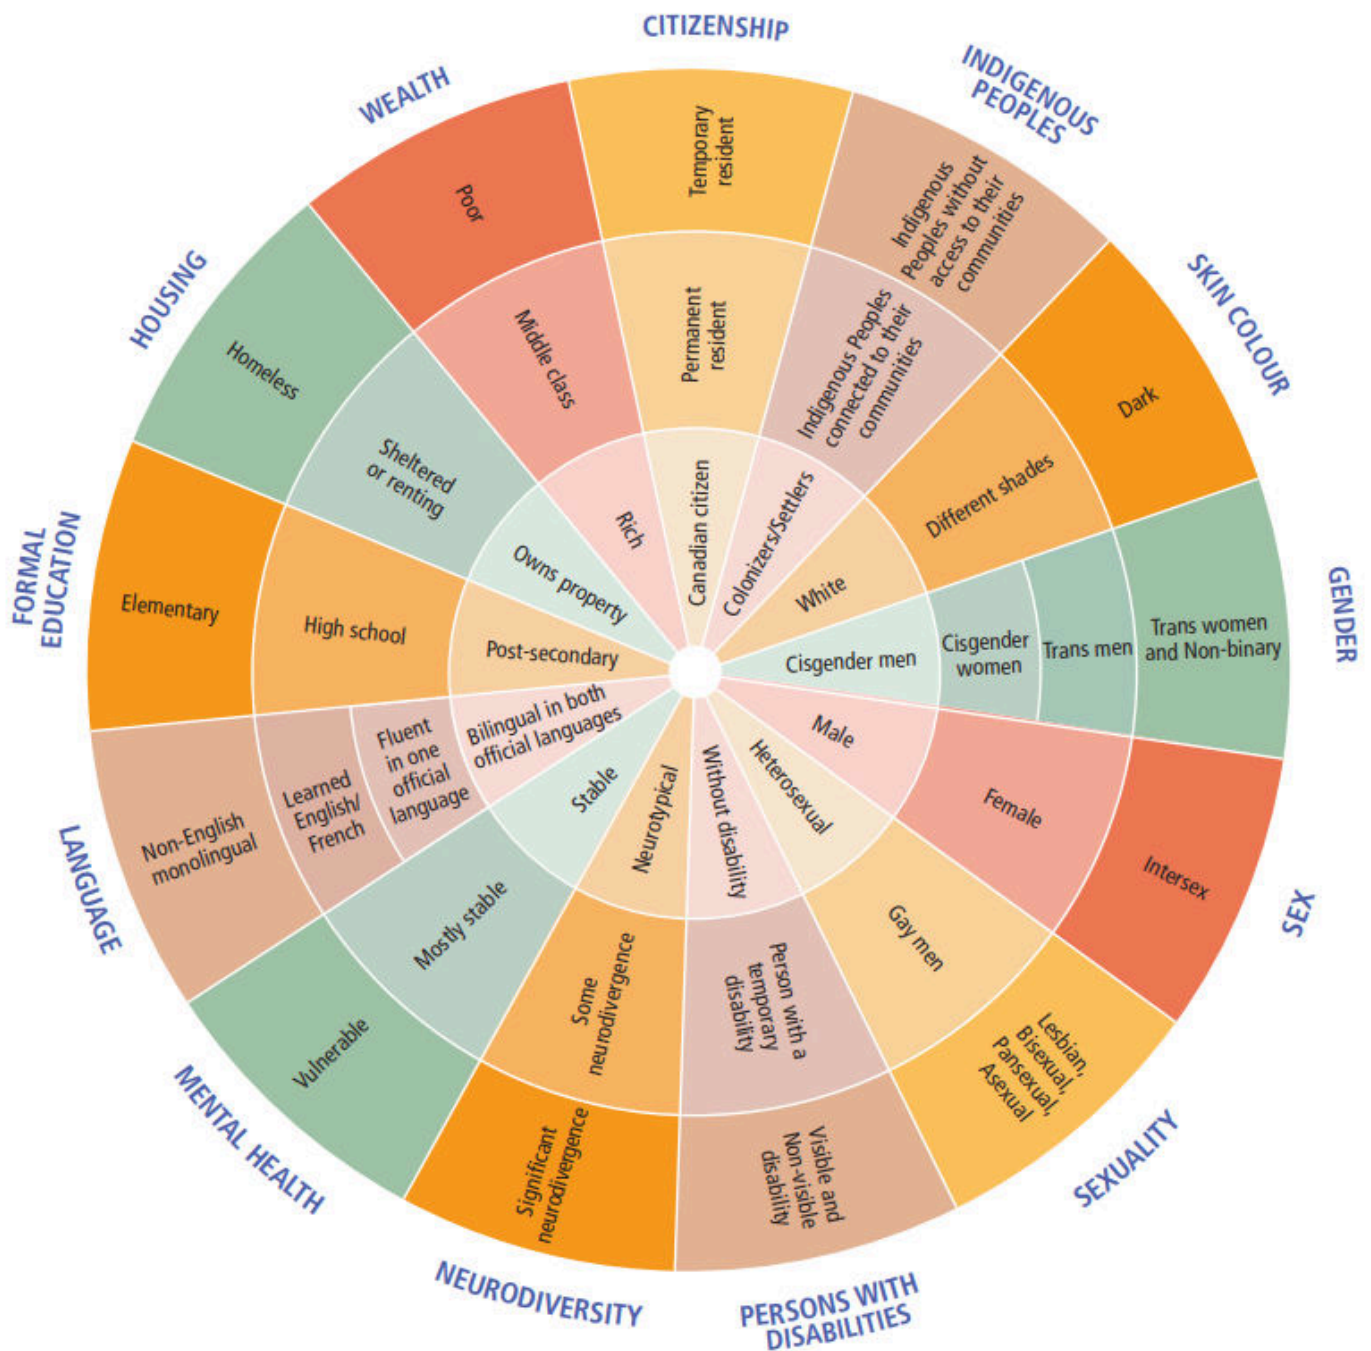 CITIZENSHIP
Temporary
resident
Permanent
resident
Canadian citizen
INDIGENOUS
PEOPLES
Indigenous
Peoples without
access to their
communities
Indigenous Peoples
connected to their
communities
Colonizers/Settlers
SKIN COLOUR
Dark
Different shades
White
GENDER
Trans women
and Non-binary
Trans men
Cisgender
women
Cisgender men
SEX
Intersex
Female
Male
SEXUALITY
Lesbian,
Bisexual,
Pansexual,
Asexual
Gay men
Heterosexual
PERSONS WITH
DISABILITIES
Visible and
Non-visible
disability
Person with a
temporary
disability
Without disability
NEURODIVERSITY
Significant
neurodivergence
Some
neurodivergence
Neurotypical
MENTAL HEALTH
Vulnerable
Mostly stable
Stable
LANGUAGE
Non-English
monolingual
Learned
English/
French
Fluent
in one
official
language
Bilingual in both
official languages
FORMAL
EDUCATION
Elementary
High school
Post-secondary
HOUSING
Homeless
Sheltered
or renting
Owns property
WEALTH
Poor
Middle class
Rich